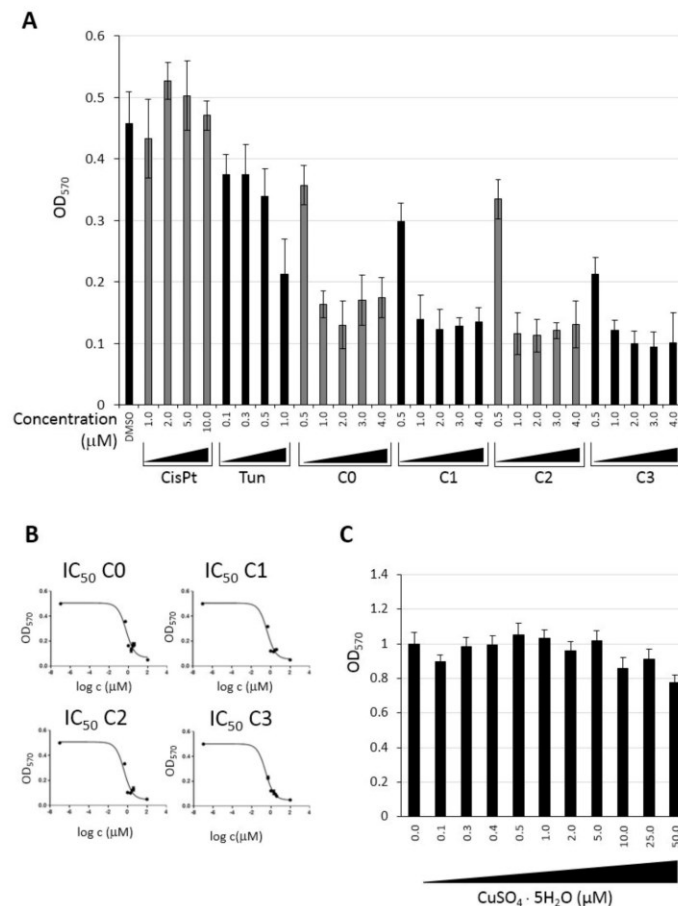 A
0.6
0.5
0.4
0.3
0.2
0.1
0
OD570
Concentration
(μM)
DMSO 1.0 2.0 5.0 10.0 0.1 0.3 0.5 1.0 0.5 1.0 2.0 3.0 4.0 0.5 1.0 2.0 3.0 4.0 0.5 1.0 2.0 3.0 4.0 0.5 1.0 2.0 3.0 4.0
CisPt Tun C0 C1 C2 C3
B
IC50 C0 IC50 C1
OD570 OD570
log c (μM) log c (μM)
IC50 C2 IC50 C3
OD570 OD570
log c (μM) log c(μM)
C
1.4
1.2
1
0.8
0.6
0.4
0.2
0
OD570
0.0 0.1 0.3 0.4 0.5 1.0 2.0 5.0 10.0 25.0 50.0
CuSO4 · 5H2O (μM)